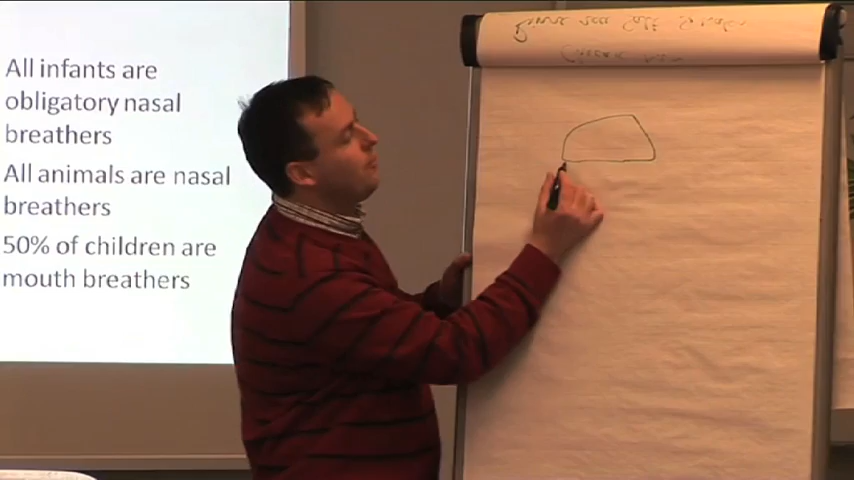 All infants are
obligatory nasal
breathers
All animals are nasal
breathers
50% of children are
mouth breathers